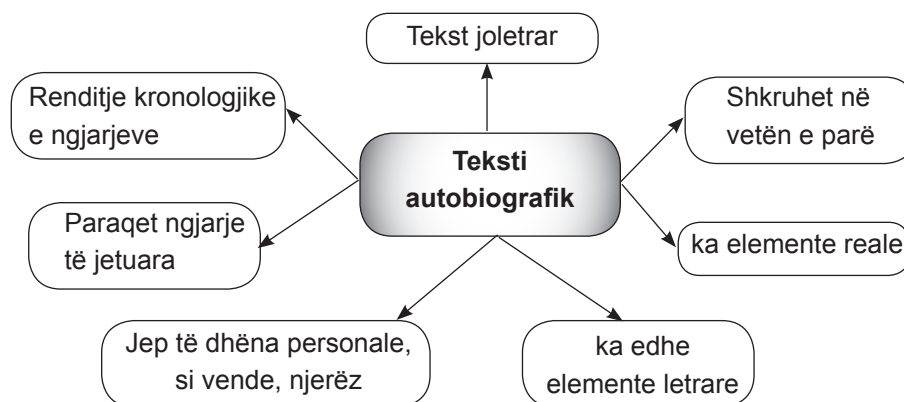 Tekst joletrar
Renditje kronologjike
e ngjarjeve
Shkruhet në
vetën e parë
Teksti
autobiografik
Paraqet ngjarje
të jetuara
ka elemente reale
Jep të dhëna personale,
si vende, njerëz
ka edhe
elemente letrare